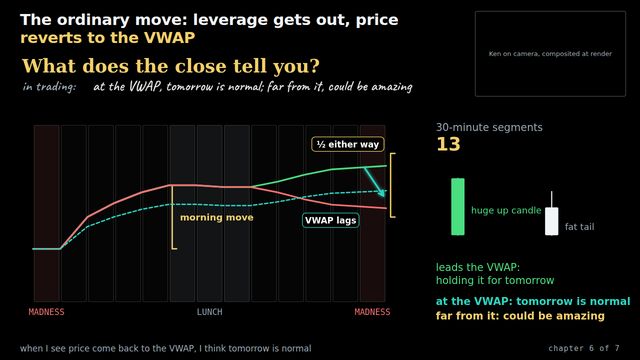 The ordinary move: leverage gets out, price
reverts to the VWAP
What does the close tell you?
in trading: at the VWAP, tomorrow is normal; far from it, could be amazing
Ken on camera, composited at render
½ either way
morning move
VWAP lags
MADNESS
LUNCH
MADNESS
30-minute segments
13
huge up candle
fat tail
leads the VWAP:
holding it for tomorrow
at the VWAP: tomorrow is normal
far from it: could be amazing
when I see price come back to the VWAP, I think tomorrow is normal
chapter 6 of 7